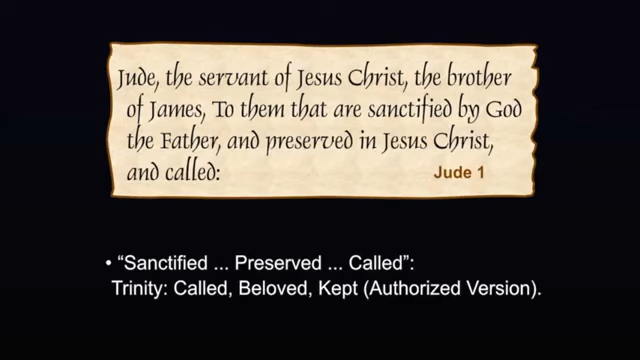 Jude, the servant of Jesus Christ, the brother
of James, To them that are sanctified by God
the Father, and preserved in Jesus Christ,
and called:
Jude 1
• “Sanctified ... Preserved ... Called”:
Trinity: Called, Beloved, Kept (Authorized Version).